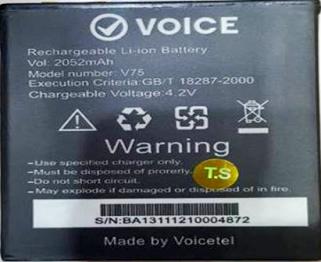 VOICE
Rechargeable Li-ion Battery
Vol: 2052mAh
Model number: V75
Execution Criteria:GB/T 18287-2000
Chargeable Voltage:4.2V
Warning
-Use specified charger only.
-Must be disposed of prorerly.
-Do not short circuit.
-May explode if damaged or disposed of in fire.
T.S
S/N:BA13111210004872
Made by Voicetel